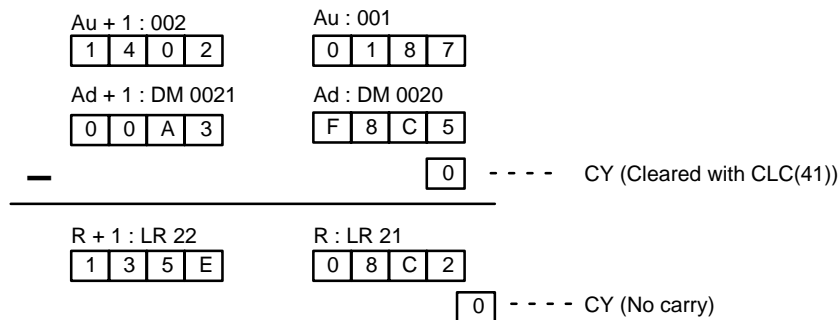 Au + 1 : 002 Au : 001
1 4 0 2 0 1 8 7
Ad + 1 : DM 0021 Ad : DM 0020
0 0 A 3 F 8 C 5
– 0 - - - - CY (Cleared with CLC(41))
R + 1 : LR 22 R : LR 21
1 3 5 E 0 8 C 2
0 - - - - CY (No carry)